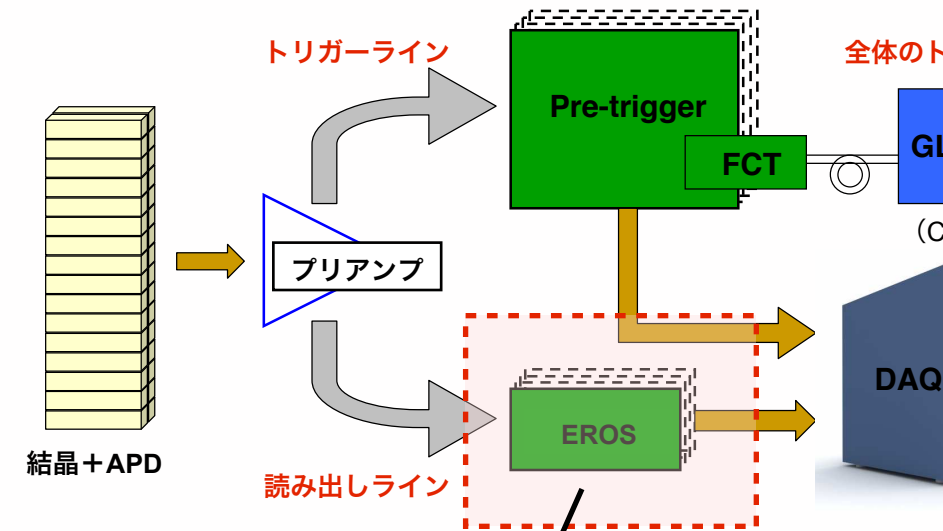 トリガーライン
全体のト
Pre-trigger
FCT
GL
(C
プリアンプ
DAQ
EROS
結晶+APD
読み出しライン